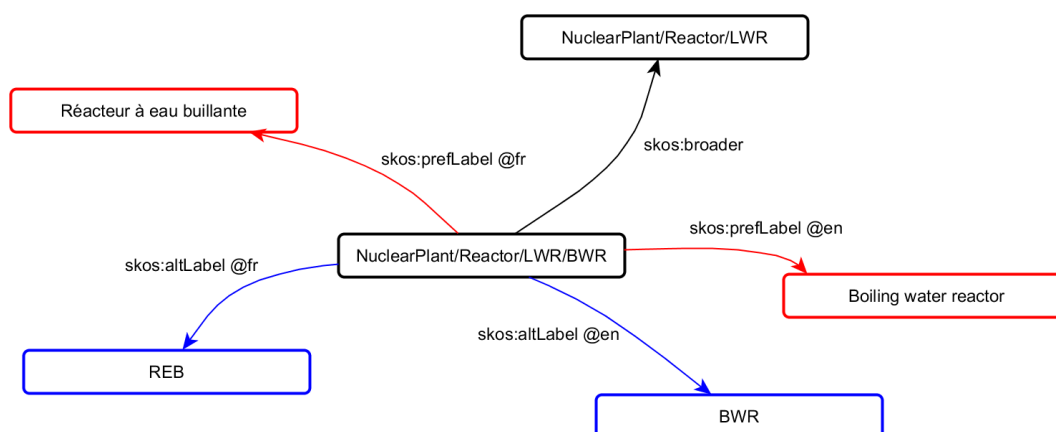 NuclearPlant/Reactor/LWR
Réacteur à eau buillante
skos:broader
skos:prefLabel @fr
skos:prefLabel @en
NuclearPlant/Reactor/LWR/BWR
skos:altLabel @fr
Boiling water reactor
skos:altLabel @en
REB
BWR